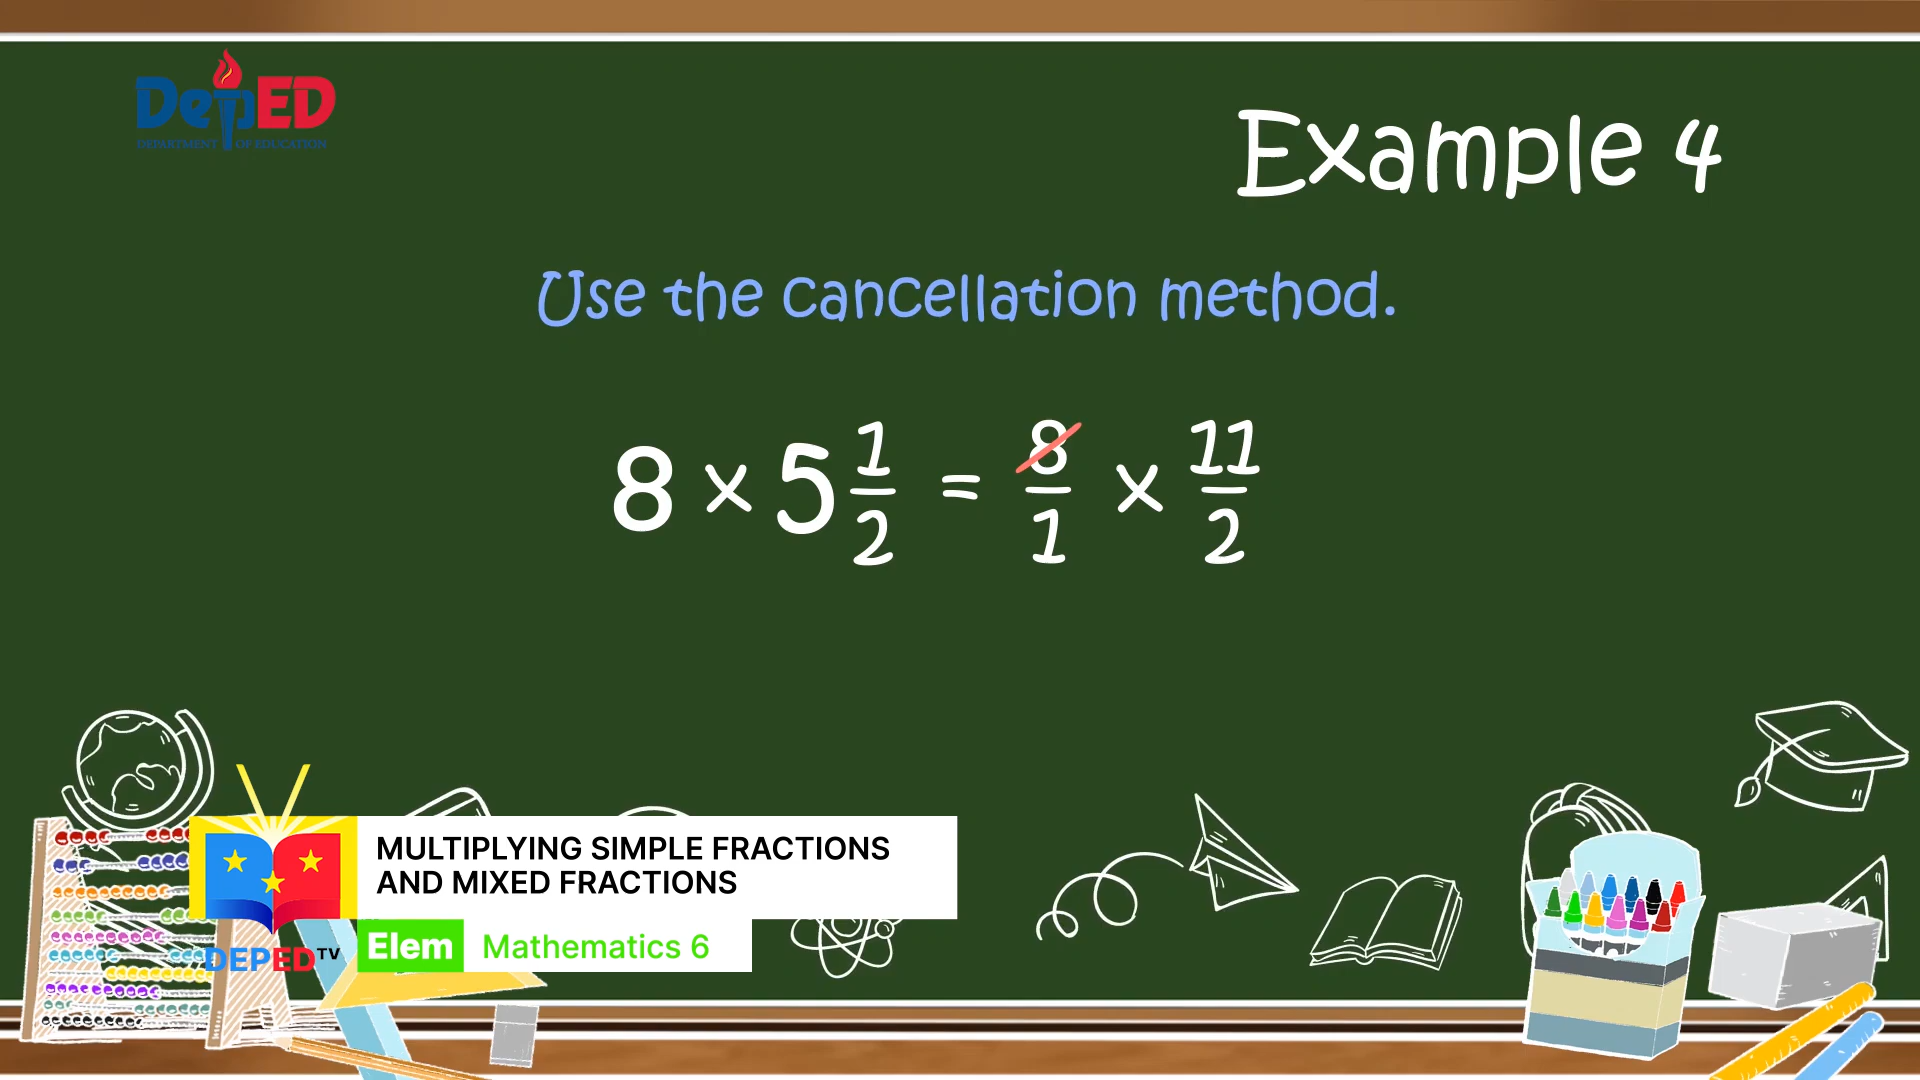 DepED
DEPARTMENT OF EDUCATION
Example 4
Use the cancellation method.
8 × 5 1/2 = 8/1 × 11/2
MULTIPLYING SIMPLE FRACTIONS
AND MIXED FRACTIONS
DEPED TV
Elem Mathematics 6